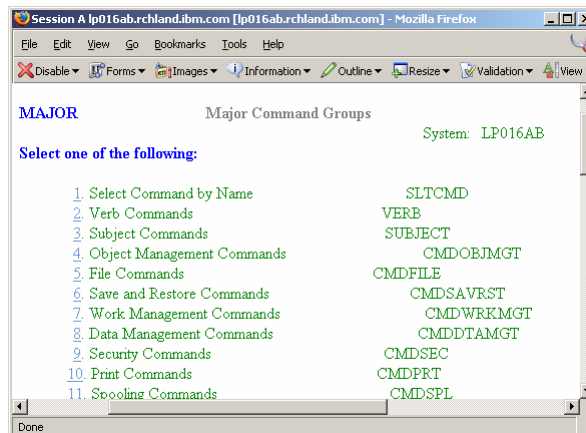 Session A lp016ab.rchland.ibm.com [lp016ab.rchland.ibm.com] - Mozilla Firefox
File Edit View Go Bookmarks Tools Help
Disable Forms Images Information Outline Resize Validation View
MAJOR Major Command Groups
System: LP016AB
Select one of the following:
1. Select Command by Name SLTCMD
2. Verb Commands VERB
3. Subject Commands SUBJECT
4. Object Management Commands CMDOBJMGT
5. File Commands CMDFILE
6. Save and Restore Commands CMDSAVRST
7. Work Management Commands CMDWRKMGT
8. Data Management Commands CMDDTAMGT
9. Security Commands CMDSEC
10. Print Commands CMDPRT
11. Spooling Commands CMDSPL
Done